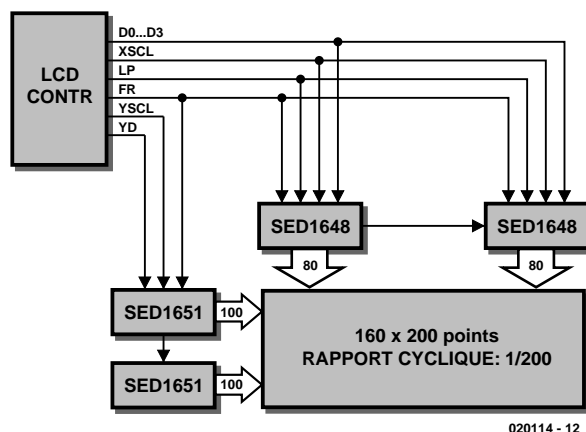 LCD
CONTR
D0...D3
XSCL
LP
FR
YSCL
YD
SED1648
SED1648
80
80
SED1651
100
160 x 200 points
RAPPORT CYCLIQUE: 1/200
SED1651
100
020114 - 12